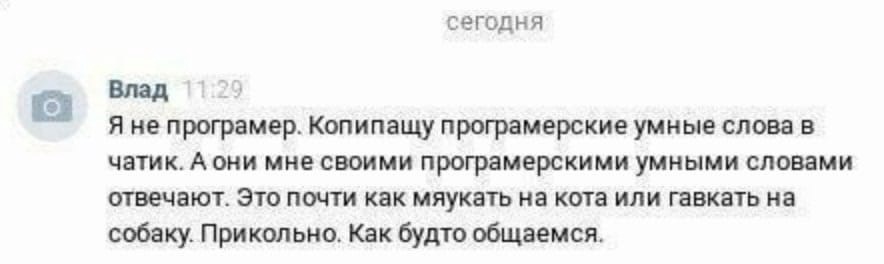 сегодня
Влад 11:29
Я не програмер. Копипащу програмерские умные слова в
чатик. А они мне своими програмерскими умными словами
отвечают. Это почти как мяукать на кота или гавкать на
собаку. Прикольно. Как будто общаемся.